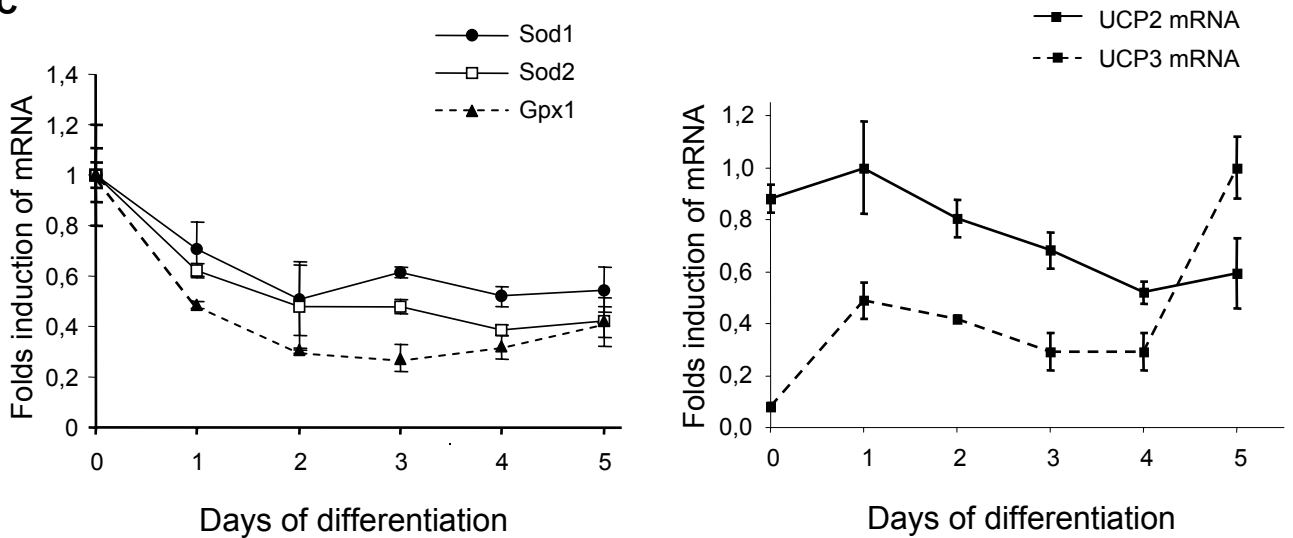 C
Sod1
Sod2
Gpx1
1,4
1,2
1
0.8
0.6
0,4
0,2
0
0 1 2 3 4 5
Folds induction of mRNA
Days of differentiation
UCP2 mRNA
UCP3 mRNA
1,2
1,0
0,8
0,6
0,4
0,2
0,0
0 1 2 3 4 5
Folds induction of mRNA
Days of differentiation